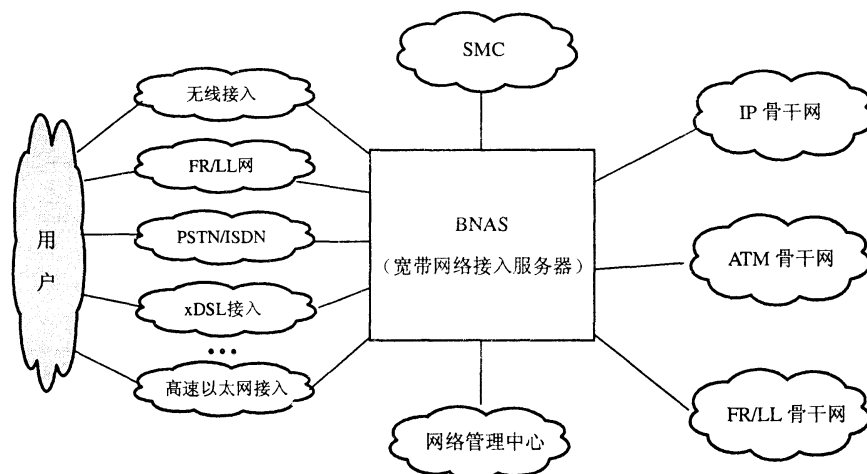 SMC
无线接入
IP 骨干网
FR/LL网
BNAS
(宽带网络接入服务器)
用
户
PSTN/ISDN
ATM 骨干网
xDSL接入
•••
高速以太网接入
网络管理中心
FR/LL 骨干网